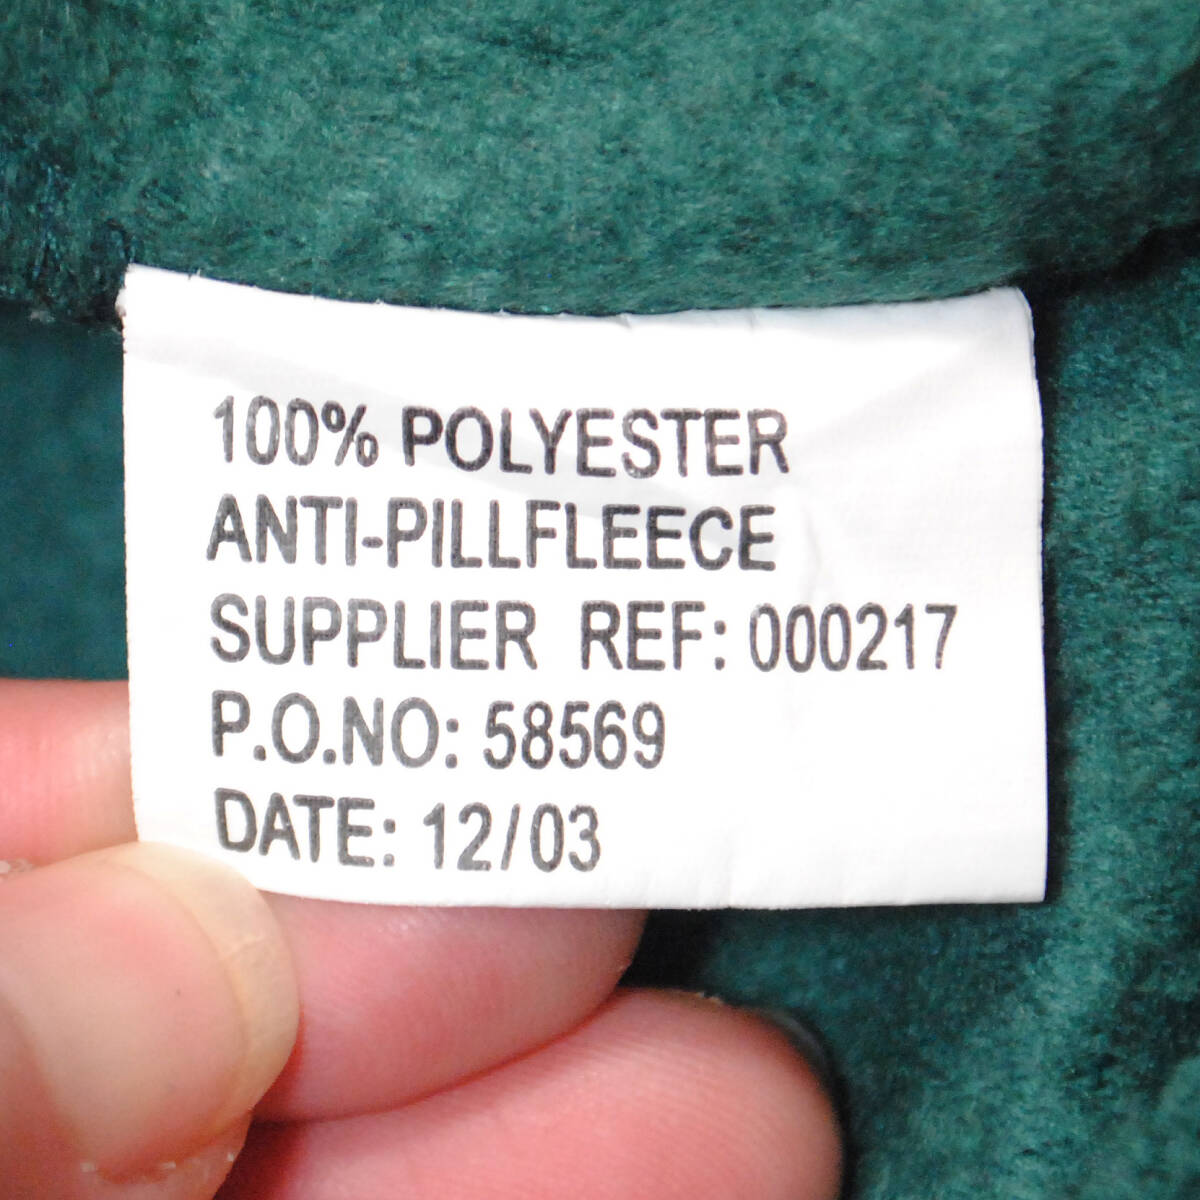 100% POLYESTER
ANTI-PILLFLEECE
SUPPLIER REF: 000217
P.O.NO: 58569
DATE: 12/03